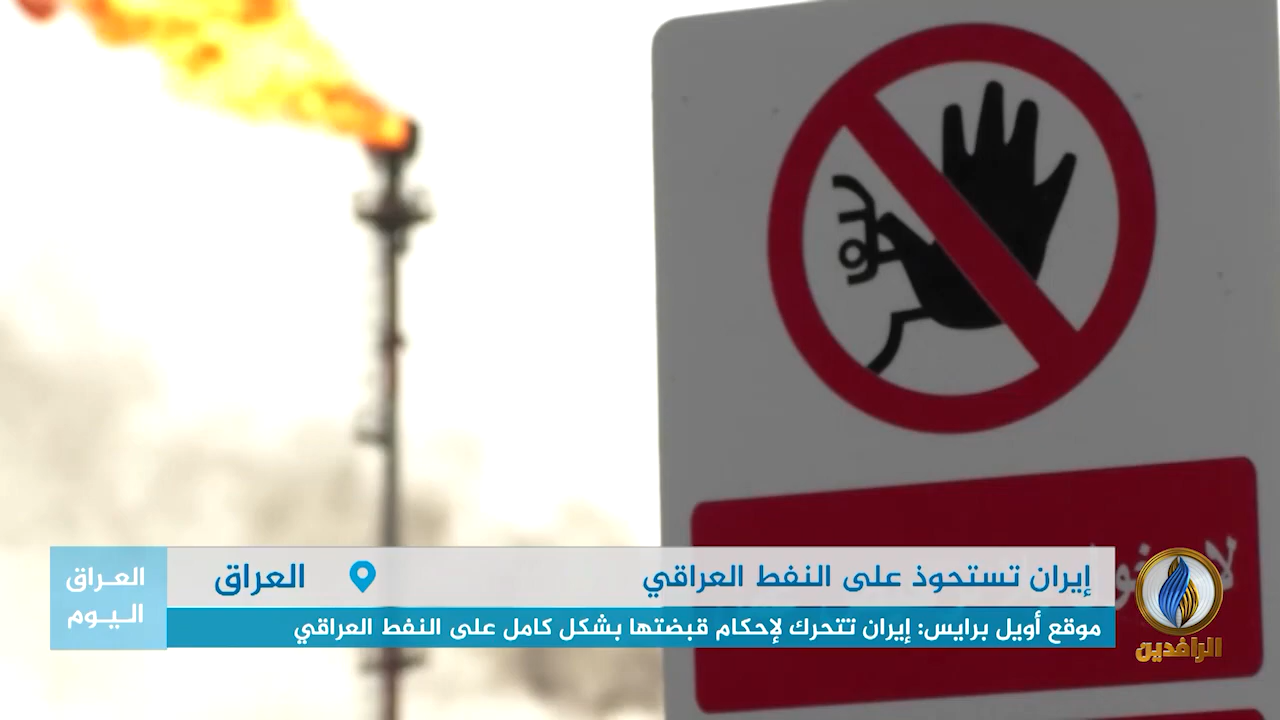 إيران تستحوذ على النفط العراقي
العراق
موقع أويل برايس: إيران تتحرك لإحكام قبضتها بشكل كامل على النفط العراقي
العراق
اليوم
الرافدين